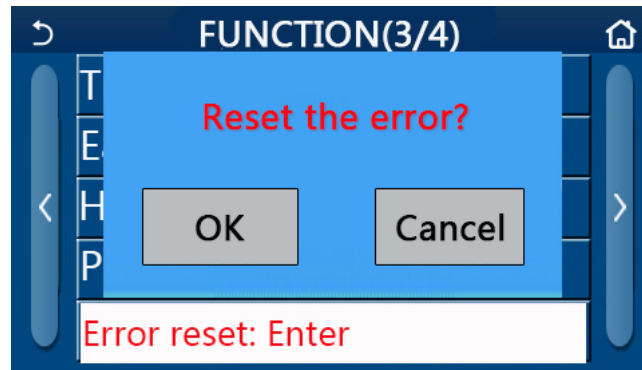 FUNCTION(3/4)
T
Reset the error?
E
H
OK
Cancel
P
Error reset: Enter